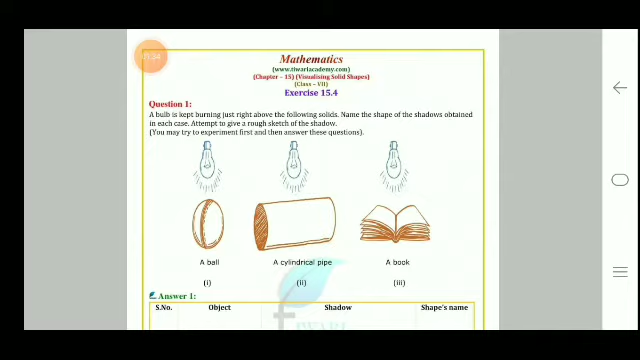 Mathematics
(www.tiwariacademy.com)
(Chapter – 15) (Visualising Solid Shapes)
(Class – VII)
Exercise 15.4
Question 1:
A bulb is kept burning just right above the following solids. Name the shape of the shadows obtained
in each case. Attempt to give a rough sketch of the shadow.
(You may try to experiment first and then answer these questions).
A ball A cylindrical pipe A book
(i) (ii) (iii)
Answer 1:
S.No. Object Shadow Shape's name